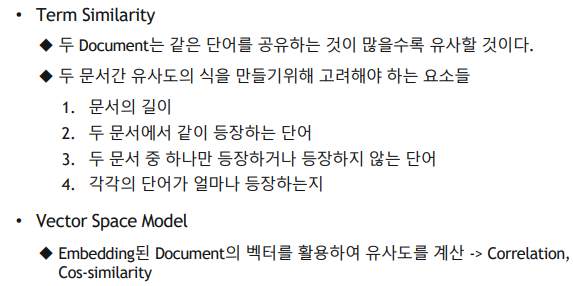 • Term Similarity
◆ 두 Document는 같은 단어를 공유하는 것이 많을수록 유사할 것이다.
◆ 두 문서간 유사도의 식을 만들기위해 고려해야 하는 요소들
1. 문서의 길이
2. 두 문서에서 같이 등장하는 단어
3. 두 문서 중 하나만 등장하거나 등장하지 않는 단어
4. 각각의 단어가 얼마나 등장하는지
• Vector Space Model
◆ Embedding된 Document의 벡터를 활용하여 유사도를 계산 -> Correlation,
Cos-similarity